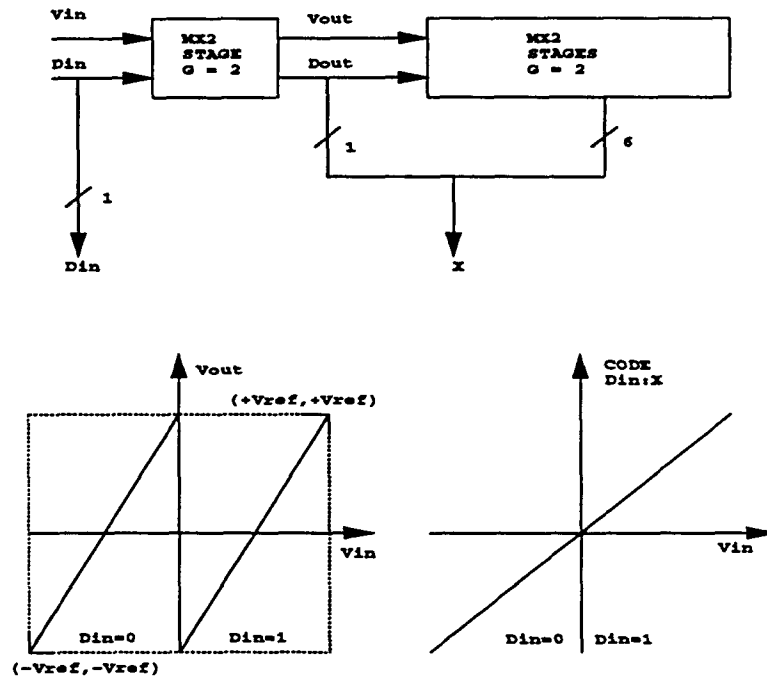 Vin
Din
MX2
STAGE
G = 2
Vout
Dout
MX2
STAGES
G = 2
1
1
6
Din
X
Vout
(+Vref,+Vref)
Vin
Din=0
Din=1
(-Vref,-Vref)
CODE
Din:X
Vin
Din=0
Din=1